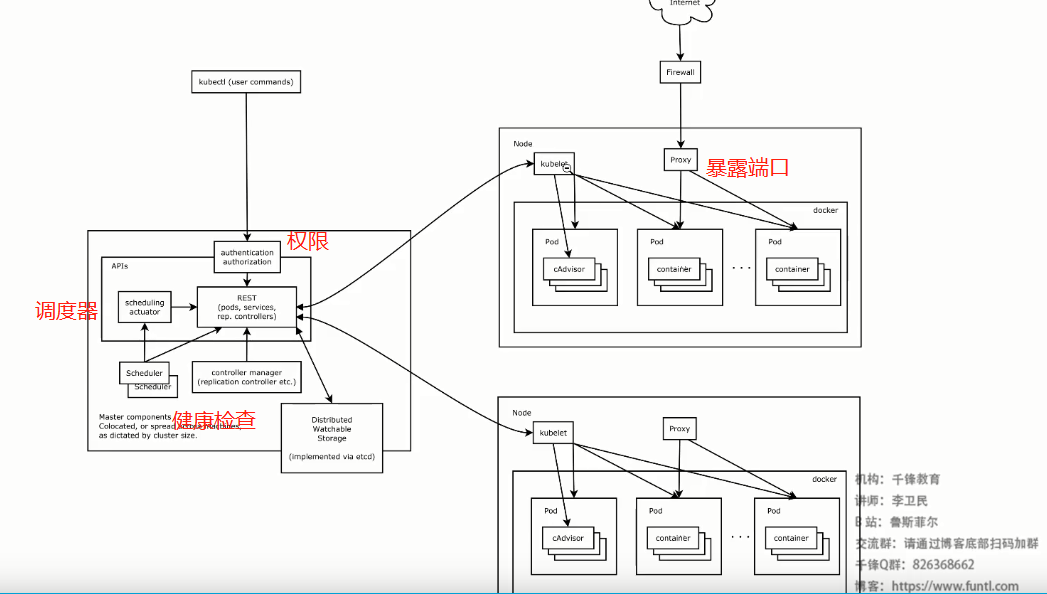 Internet
Firewall
kubectl (user commands)
Node
kubelet
Proxy
暴露端口
docker
Pod
cAdvisor
Pod
container
· · ·
Pod
container
权限
authentication
authorization
APIs
调度器
scheduling
actuator
REST
(pods, services,
rep. controllers)
Scheduler
Scheduler
controller manager
(replication controller etc.)
健康检查
Master components
Colocated, or spread
as dictated by cluster size.
Distributed
Watchable
Storage
(implemented via etcd)
Node
kubelet
Proxy
docker
Pod
cAdvisor
Pod
container
· · ·
Pod
container
机构：千锋教育
讲师：李卫民
B 站：鲁斯菲尔
交流群：请通过博客底部扫码加群
千锋Q群：826368662
博客：https://www.funtl.com